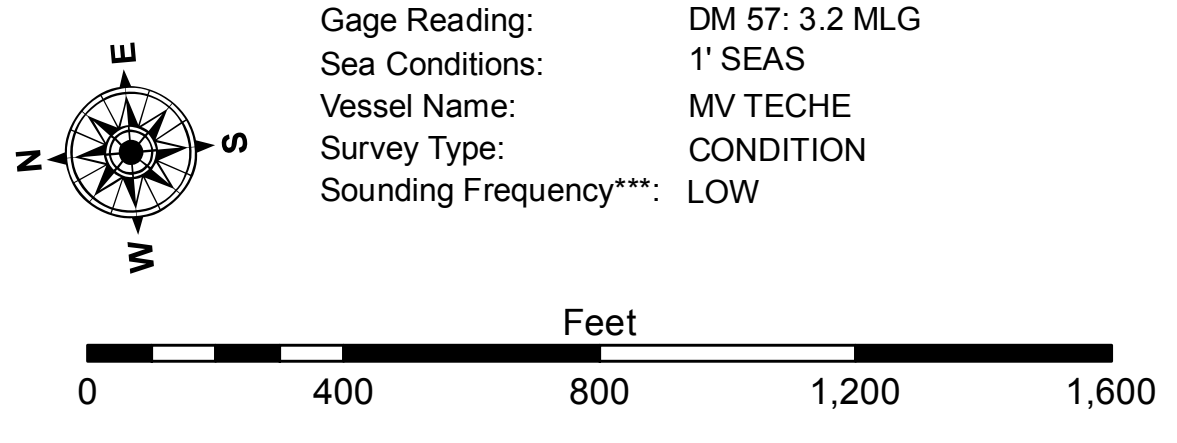 E
N
S
W
Gage Reading: DM 57: 3.2 MLG
Sea Conditions: 1' SEAS
Vessel Name: MV TECHE
Survey Type: CONDITION
Sounding Frequency***: LOW
Feet
0 400 800 1,200 1,600